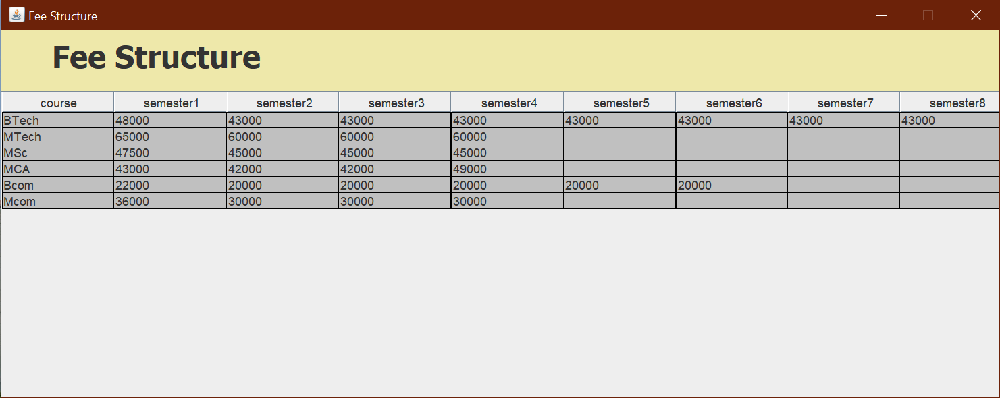 Fee Structure
Fee Structure
course semester1 semester2 semester3 semester4 semester5 semester6 semester7 semester8
BTech 48000 43000 43000 43000 43000 43000 43000 43000
MTech 65000 60000 60000 60000
MSc 47500 45000 45000 45000
MCA 43000 42000 42000 49000
Bcom 22000 20000 20000 20000 20000 20000
Mcom 36000 30000 30000 30000